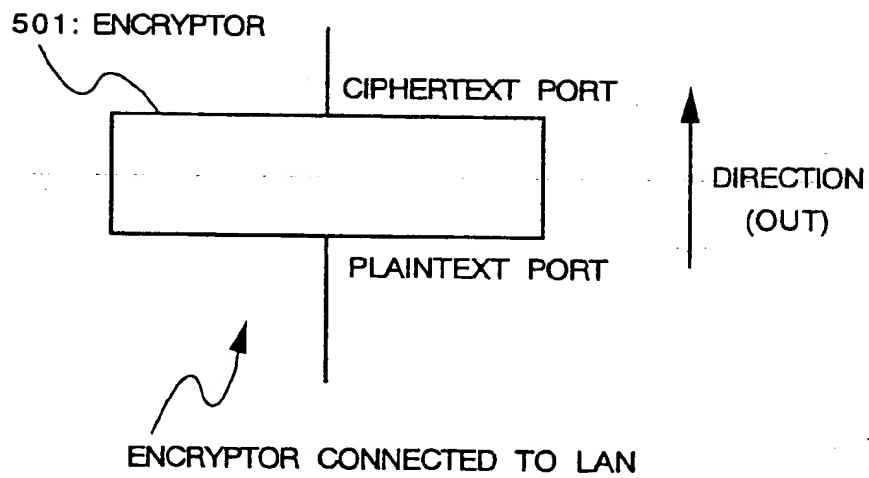 501: ENCRYPTOR
CIPHERTEXT PORT
DIRECTION
(OUT)
PLAINTEXT PORT
ENCRYPTOR CONNECTED TO LAN